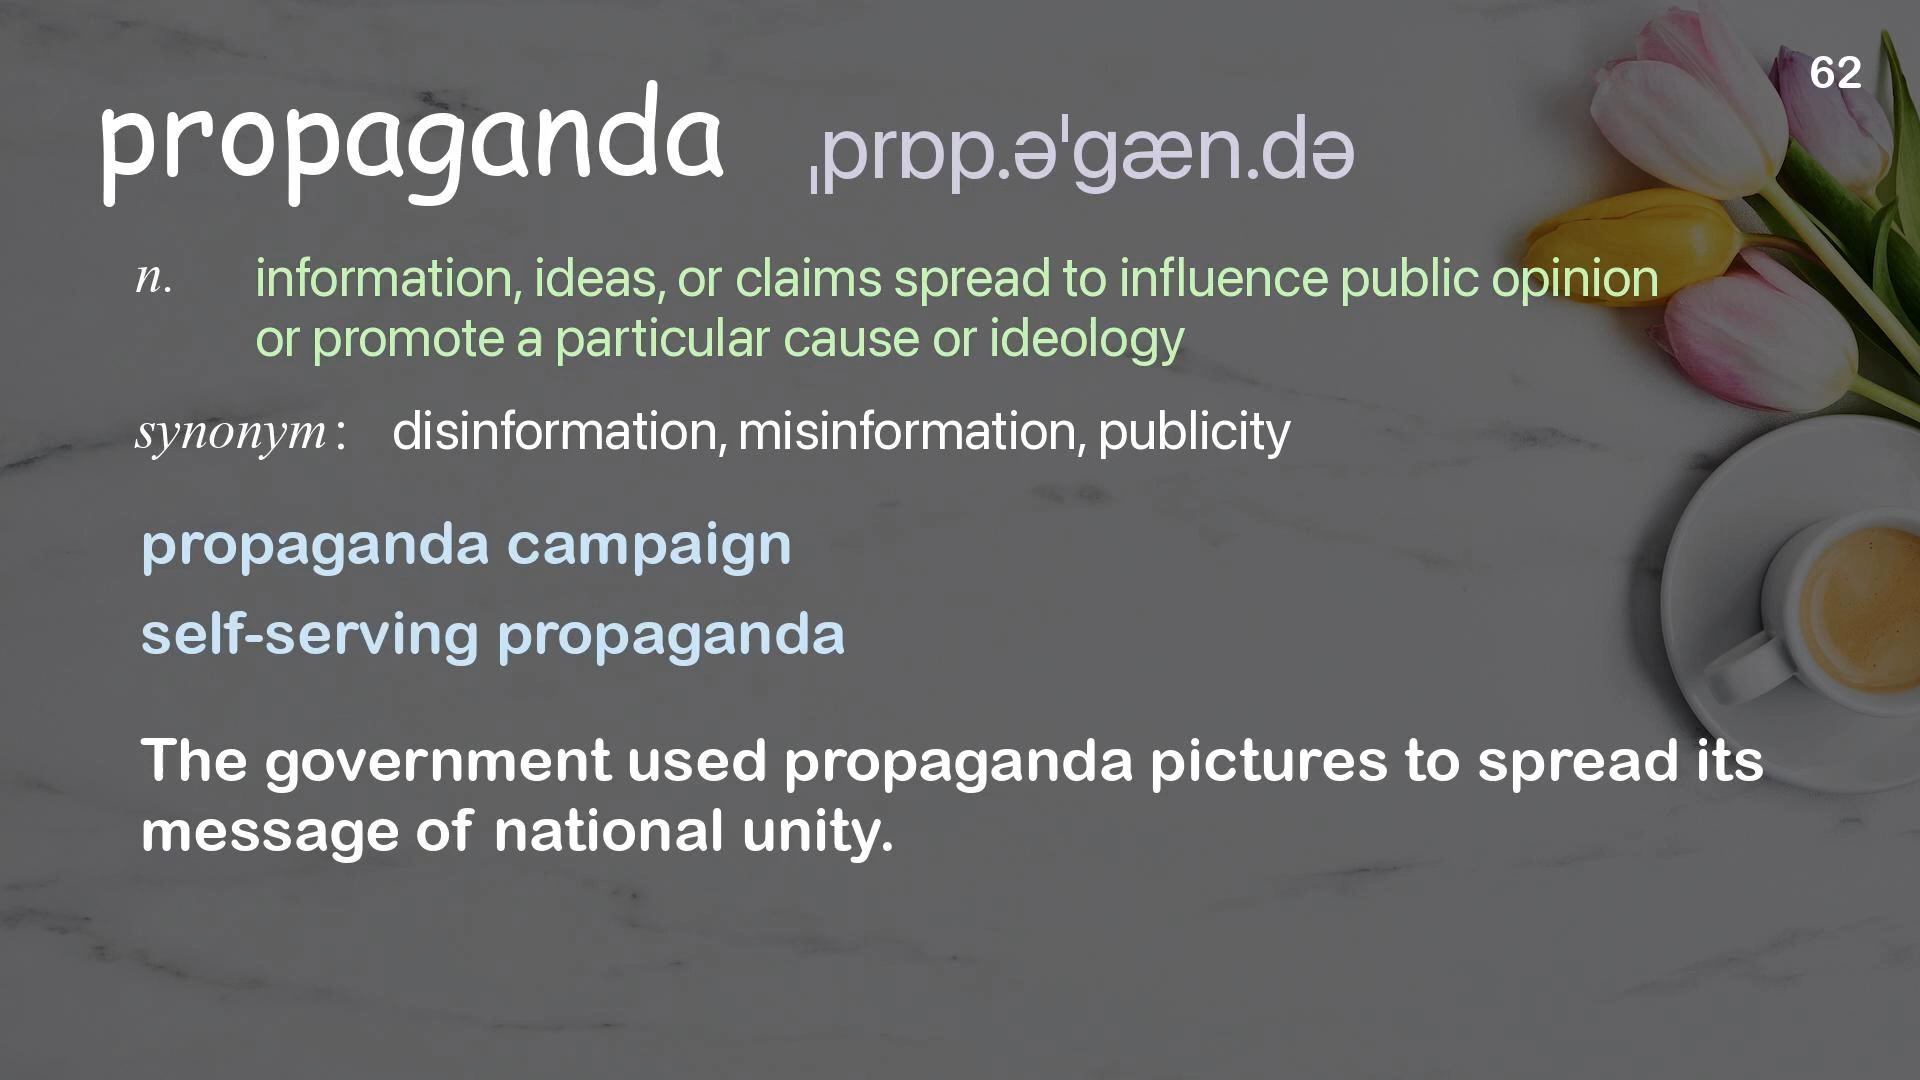 62
propaganda ˌprɒp.əˈɡæn.də
n. information, ideas, or claims spread to influence public opinion
or promote a particular cause or ideology
synonym: disinformation, misinformation, publicity
propaganda campaign
self-serving propaganda
The government used propaganda pictures to spread its
message of national unity.